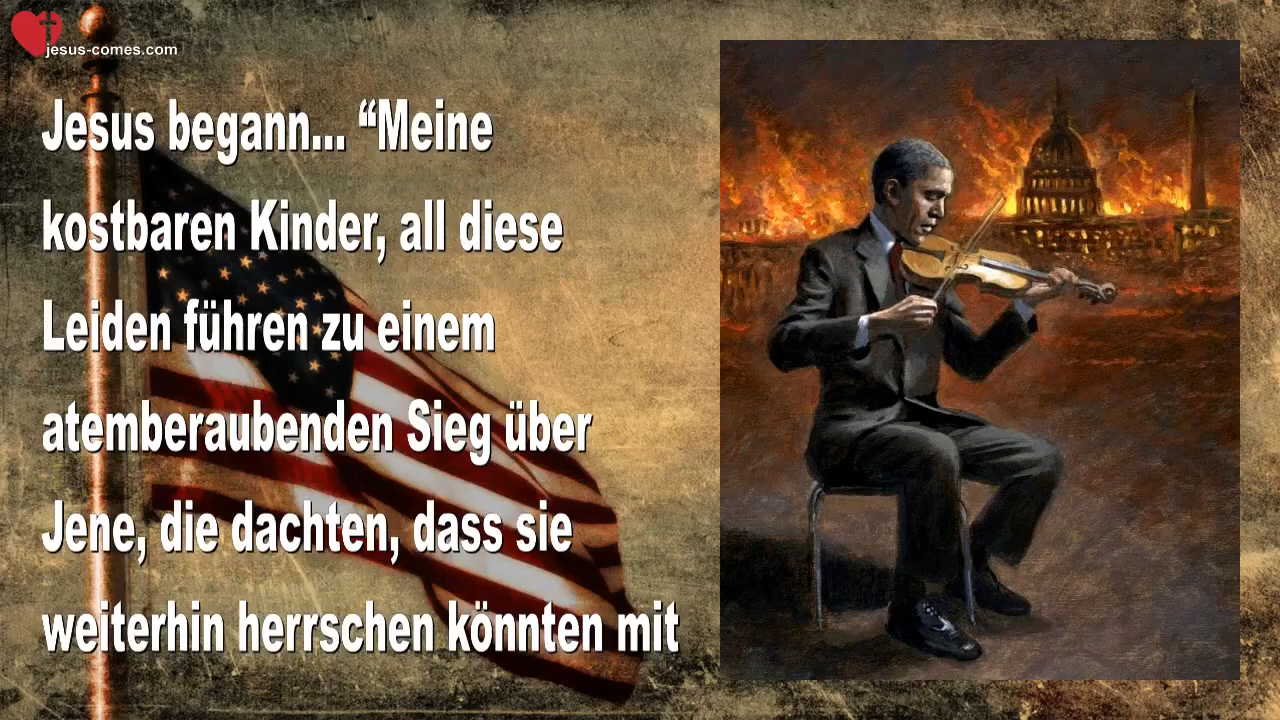 jesus-comes.com
Jesus begann... “Meine
kostbaren Kinder, all diese
Leiden führen zu einem
atemberaubenden Sieg über
Jene, die dachten, dass sie
weiterhin herrschen könnten mit